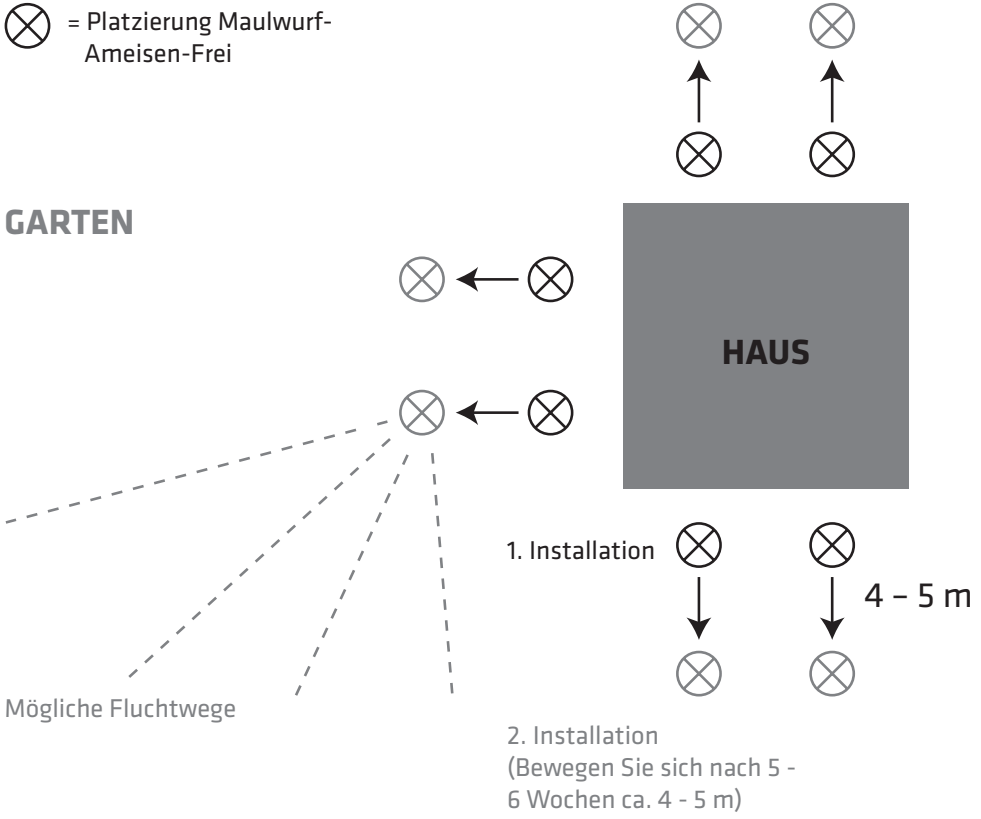 = Platzierung Maulwurf-
Ameisen-Frei
GARTEN
HAUS
1. Installation
4 – 5 m
Mögliche Fluchtwege
2. Installation
(Bewegen Sie sich nach 5 -
6 Wochen ca. 4 - 5 m)